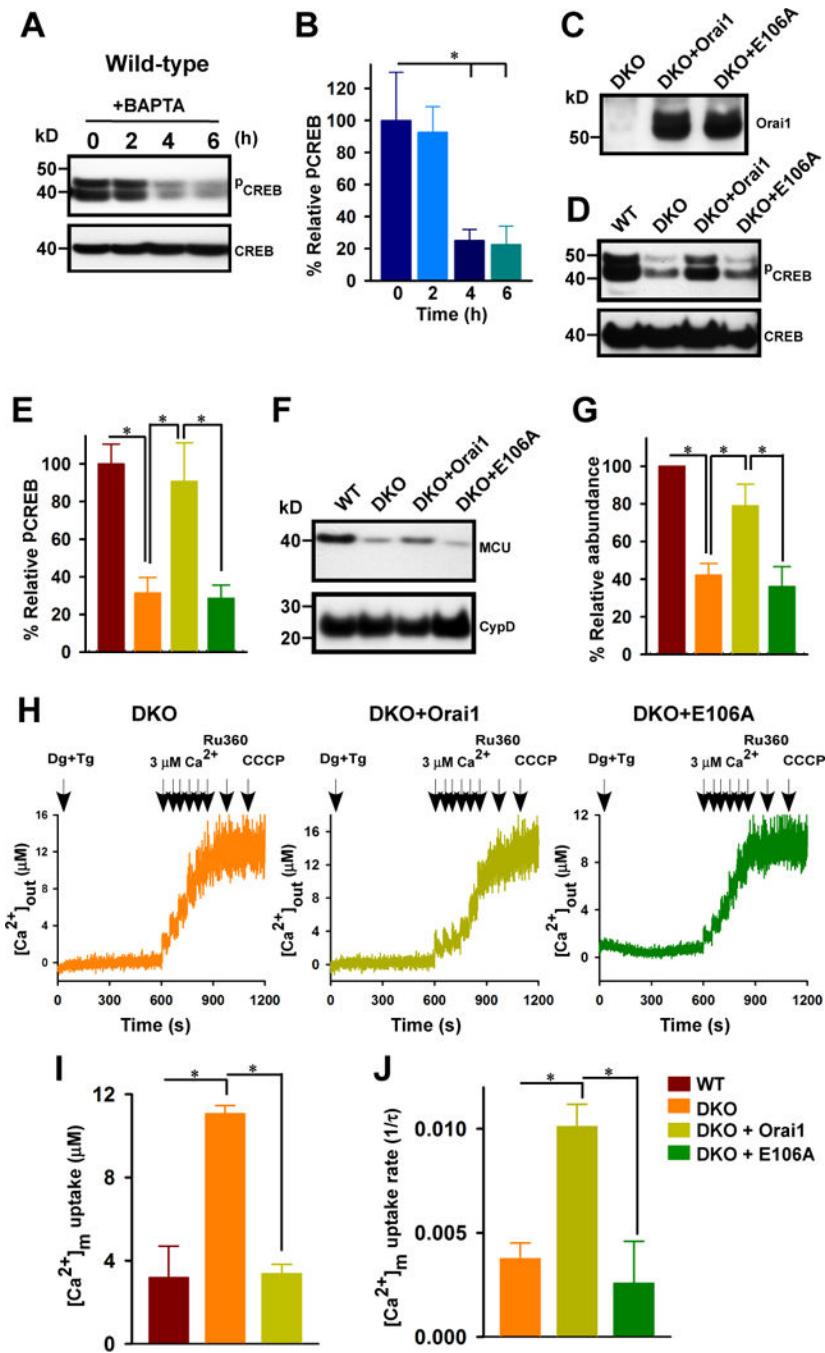 A
Wild-type
+BAPTA
kD 0 2 4 6 (h)
50
40
pCREB
40
CREB
B
% Relative pCREB
120
100
80
60
40
20
0
*
0 2 4 6
Time (h)
C
DKO
DKO+Orai1
DKO+E106A
kD
50
Orai1
D
WT
DKO
DKO+Orai1
DKO+E106A
50
40
pCREB
40
CREB
E
% Relative pCREB
100
80
60
40
20
0
* * *
F
WT
DKO
DKO+Orai1
DKO+E106A
kD
40
MCU
30
20
CypD
G
% Relative aabundance
100
80
60
40
20
0
* * *
H
DKO
Dg+Tg
3 µM Ca2+
Ru360
CCCP
[Ca2+]out (µM)
16
12
8
4
0
0 300 600 900 1200
Time (s)
DKO+Orai1
Dg+Tg
3 µM Ca2+
Ru360
CCCP
[Ca2+]out (µM)
16
12
8
4
0
0 300 600 900 1200
Time (s)
DKO+E106A
Dg+Tg
3 µM Ca2+
Ru360
CCCP
[Ca2+]out (µM)
16
12
8
4
0
0 300 600 900 1200
Time (s)
I
[Ca2+]m uptake (µM)
12
8
4
0
* *
J
[Ca2+]m uptake rate (1/τ)
0.010
0.005
0.000
* *
WT
DKO
DKO + Orai1
DKO + E106A